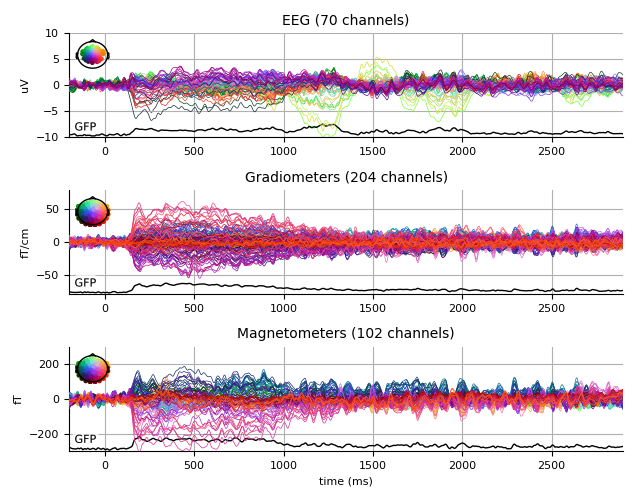 EEG (70 channels)
10
5
0
−5
−10
uV
GFP
0 500 1000 1500 2000 2500
Gradiometers (204 channels)
50
0
−50
fT/cm
GFP
0 500 1000 1500 2000 2500
Magnetometers (102 channels)
200
0
−200
fT
GFP
0 500 1000 1500 2000 2500
time (ms)